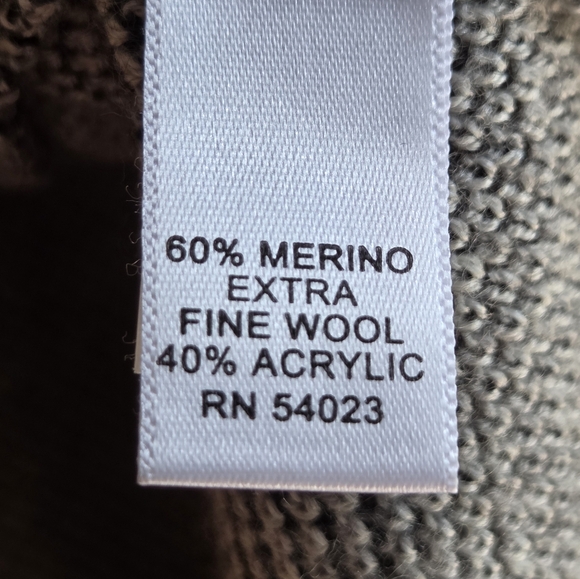 60% MERINO
EXTRA
FINE WOOL
40% ACRYLIC
RN 54023